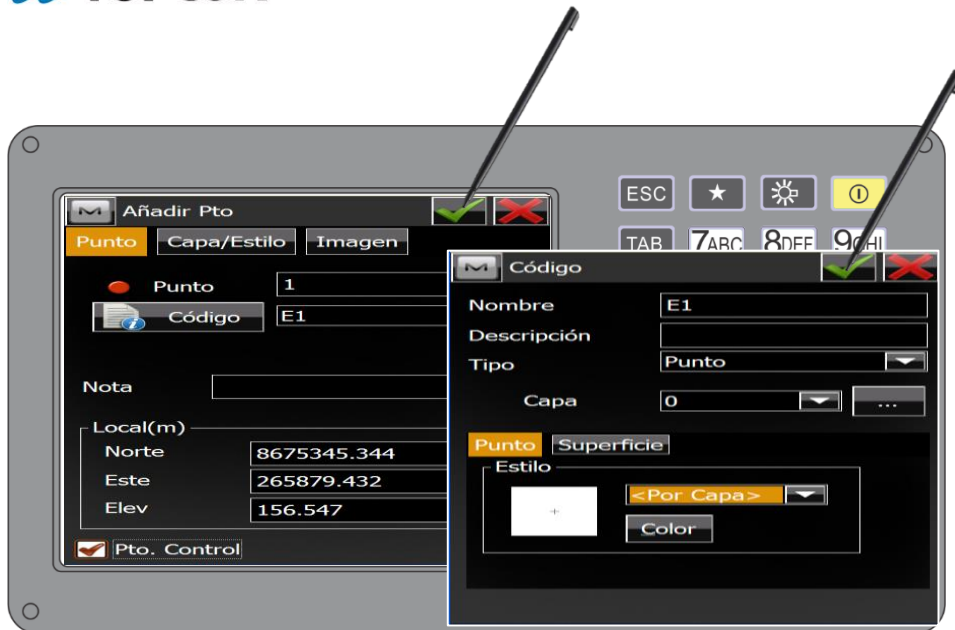 Añadir Pto
Punto Capa/Estilo Imagen
Punto 1
Código E1
Nota
Local(m)
Norte 8675345.344
Este 265879.432
Elev 156.547
Pto. Control
ESC
TAB 7ABC 8DEF 9GHI
Código
Nombre E1
Descripción
Tipo Punto
Capa 0 ...
Punto Superficie
Estilo
<Por Capa>
Color